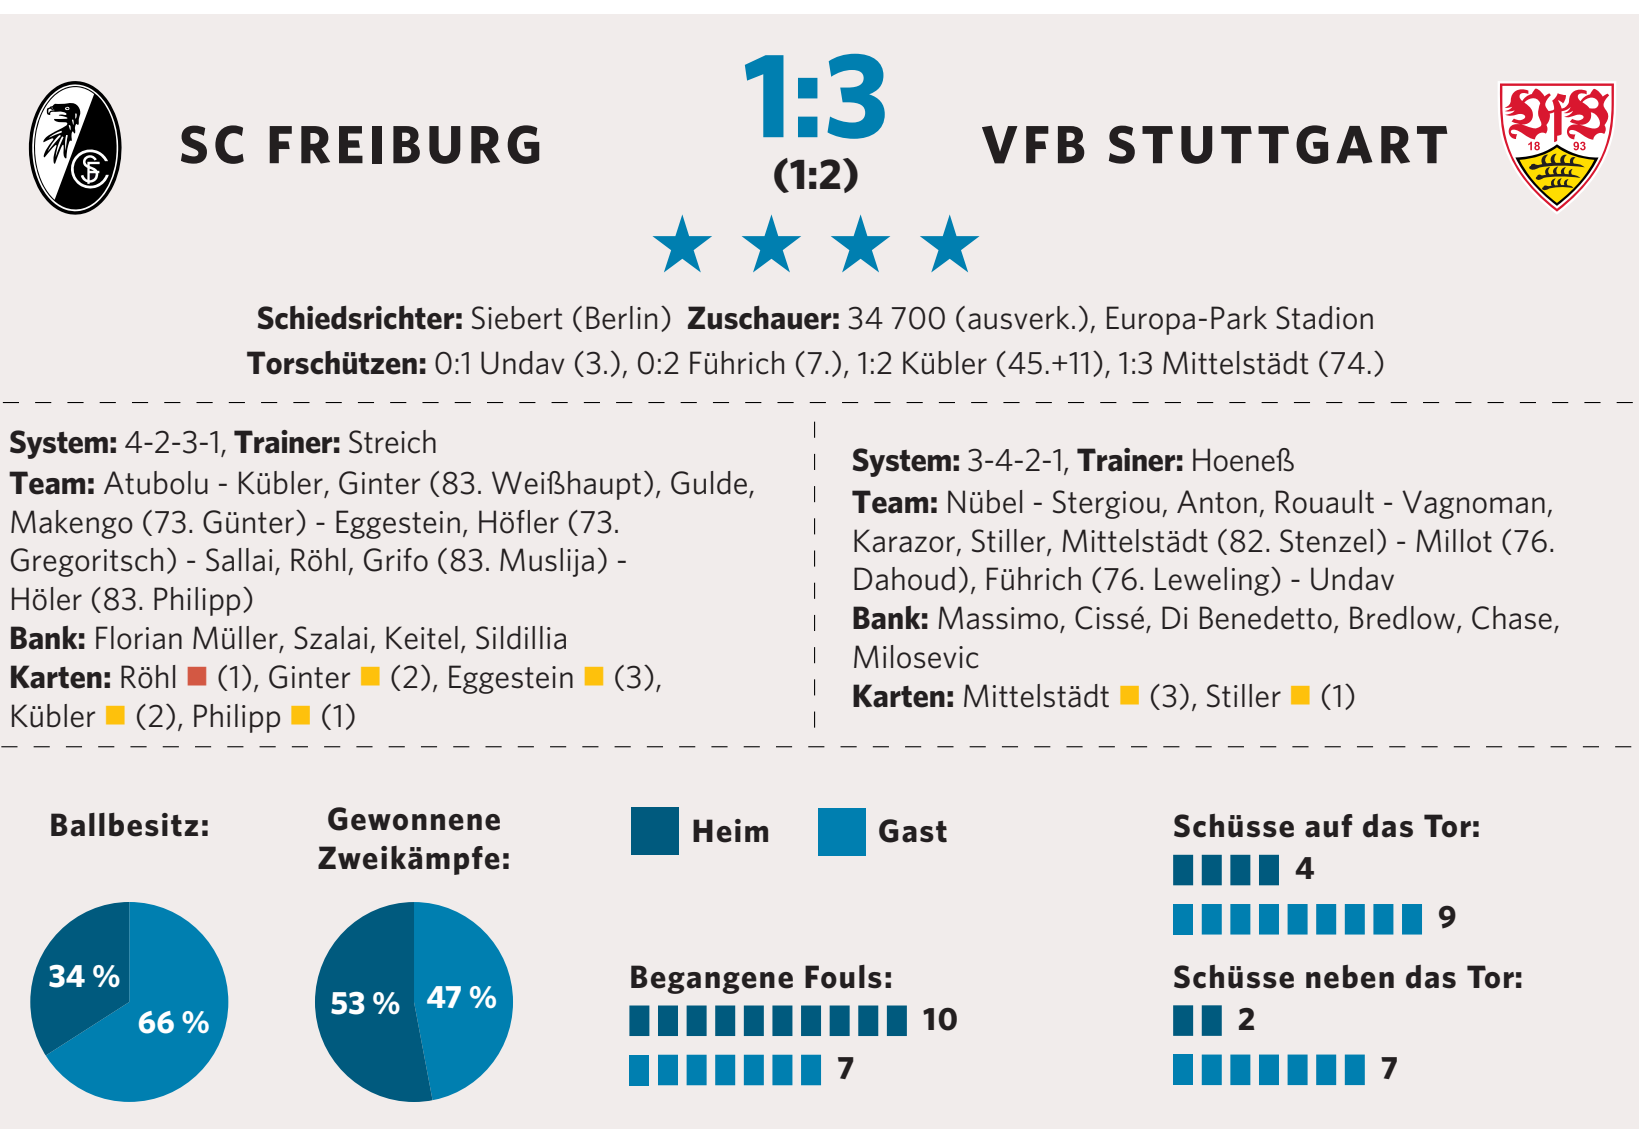 SC FREIBURG
1:3
(1:2)
VFB STUTTGART
VfB
18 93
Schiedsrichter: Siebert (Berlin) Zuschauer: 34 700 (ausverk.), Europa-Park Stadion
Torschützen: 0:1 Undav (3.), 0:2 Führich (7.), 1:2 Kübler (45.+11), 1:3 Mittelstädt (74.)
System: 4-2-3-1, Trainer: Streich
Team: Atubolu - Kübler, Ginter (83. Weißhaupt), Gulde,
Makengo (73. Günter) - Eggestein, Höfler (73.
Gregoritsch) - Sallai, Röhl, Grifo (83. Muslija) -
Höler (83. Philipp)
Bank: Florian Müller, Szalai, Keitel, Sildillia
Karten: Röhl (1), Ginter (2), Eggestein (3),
Kübler (2), Philipp (1)
System: 3-4-2-1, Trainer: Hoeneß
Team: Nübel - Stergiou, Anton, Rouault - Vagnoman,
Karazor, Stiller, Mittelstädt (82. Stenzel) - Millot (76.
Dahoud), Führich (76. Leweling) - Undav
Bank: Massimo, Cissé, Di Benedetto, Bredlow, Chase,
Milosevic
Karten: Mittelstädt (3), Stiller (1)
Ballbesitz:
34 %
66 %
Gewonnene
Zweikämpfe:
53 %
47 %
Heim
Gast
Begangene Fouls:
10
7
Schüsse auf das Tor:
4
9
Schüsse neben das Tor:
2
7